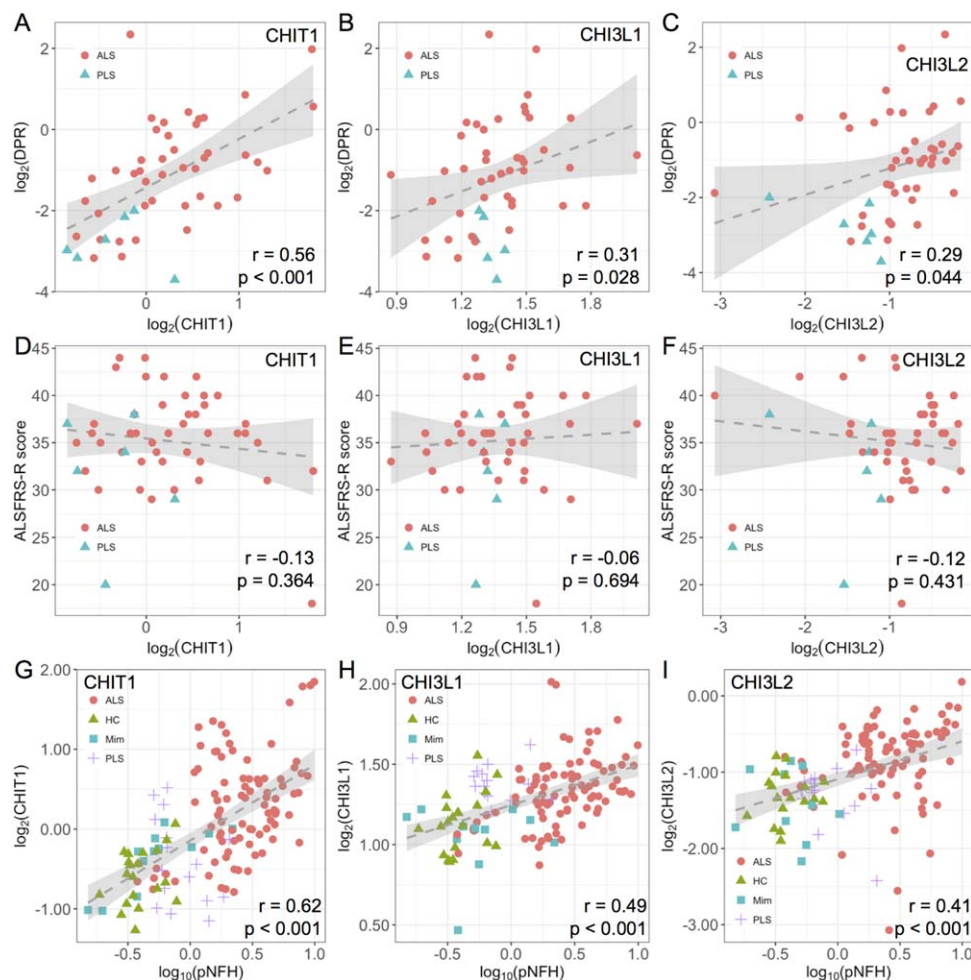 A
CHIT1
ALS
PLS
r = 0.56
p < 0.001
log2(DPR)
2
0
-2
-4
0
1
log2(CHIT1)
B
CHI3L1
ALS
PLS
r = 0.31
p = 0.028
log2(DPR)
2
0
-2
-4
0.9
1.2
1.5
1.8
log2(CHI3L1)
C
CHI3L2
ALS
PLS
r = 0.29
p = 0.044
log2(DPR)
2
0
-2
-4
-3
-2
-1
log2(CHI3L2)
D
CHIT1
ALS
PLS
r = -0.13
p = 0.364
ALSFRS-R score
45
40
35
30
25
20
0
1
log2(CHIT1)
E
CHI3L1
ALS
PLS
r = -0.06
p = 0.694
ALSFRS-R score
45
40
35
30
25
20
0.9
1.2
1.5
1.8
log2(CHI3L1)
F
CHI3L2
ALS
PLS
r = -0.12
p = 0.431
ALSFRS-R score
45
40
35
30
25
20
-3
-2
-1
log2(CHI3L2)
G
CHIT1
ALS
HC
Mim
PLS
r = 0.62
p < 0.001
log2(CHIT1)
2.00
1.00
0.00
-1.00
-0.5
0.0
0.5
1.0
log10(pNFH)
H
CHI3L1
ALS
HC
Mim
PLS
r = 0.49
p < 0.001
log2(CHI3L1)
2.00
1.50
1.00
0.50
-0.5
0.0
0.5
1.0
log10(pNFH)
I
CHI3L2
ALS
HC
Mim
PLS
r = 0.41
p < 0.001
log2(CHI3L2)
0.00
-1.00
-2.00
-3.00
-0.5
0.0
0.5
1.0
log10(pNFH)